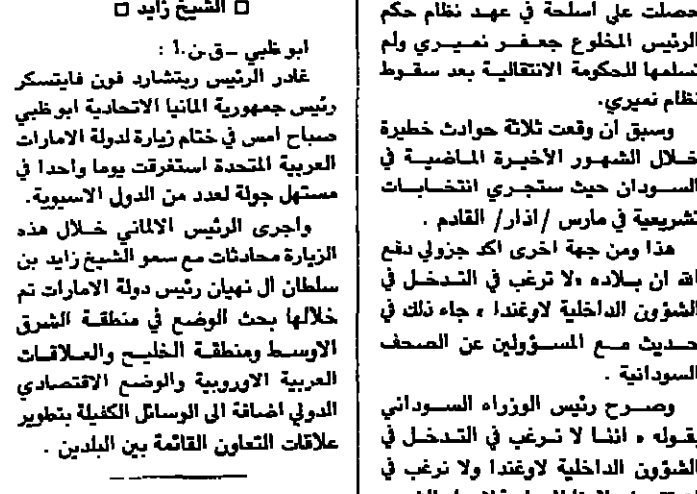 حصلت على اسلحة في عهد نظام حكم
الرئيس المخلوع جعفر نميري ولم
تسلمها للحكومة الانتقالية بعد سقوط
نظام نميري.
وسبق أن وقعت ثلاثة حوادث خطيرة
خلال الشهور الأخيرة الماضية في
السودان حيث ستجري انتخابات
تشريعية في مارس /اذار/ القادم .
هذا ومن جهة اخرى اكد جزولي دفع
الله ان بلاده «لا ترغب في التدخل في
الشؤون الداخلية لاوغندا » جاء ذلك في
حديث مع المسؤولين عن الصحف
السودانية .
وصرح رئيس الوزراء السوداني
بقوله « اننا لا نرغب في التدخل في
الشؤون الداخلية لاوغندا ولا نرغب في
□ الشيخ زايد □
ابو ظبي –ق.ن.أ :
غادر الرئيس ريتشارد فون فايتسكر
رئيس جمهورية المانيا الاتحادية ابو ظبي
صباح امس في ختام زيارة لدولة الامارات
العربية المتحدة استغرقت يوما واحدا في
مستهل جولة لعدد من الدول الاسيوية.
واجرى الرئيس الالماني خلال هذه
الزيارة محادثات مع سمو الشيخ زايد بن
سلطان آل نهيان رئيس دولة الامارات تم
خلالها بحث الوضع في منطقة الشرق
الاوسط ومنطقة الخليج والعلاقات
العربية الاوروبية والوضع الاقتصادي
الدولي اضافة الى الوسائل الكفيلة بتطوير
علاقات التعاون القائمة بين البلدين .